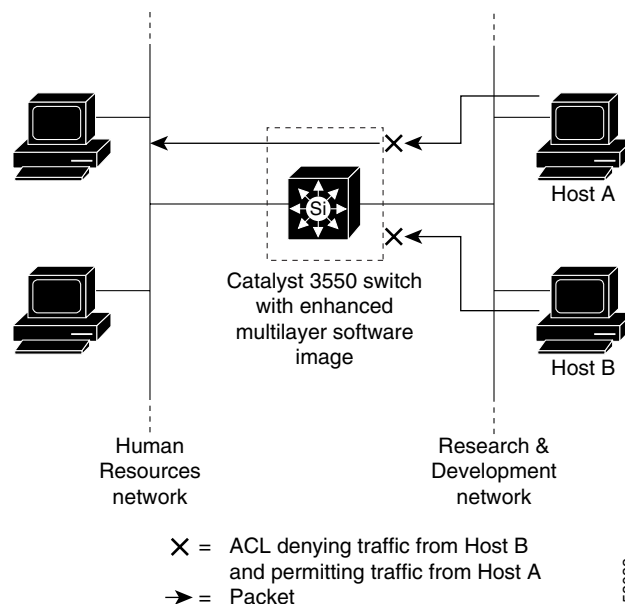 Si
Host A
Catalyst 3550 switch
with enhanced
multilayer software
image
Host B
Human
Resources
network
Research &
Development
network
X = ACL denying traffic from Host B
and permitting traffic from Host A
= Packet